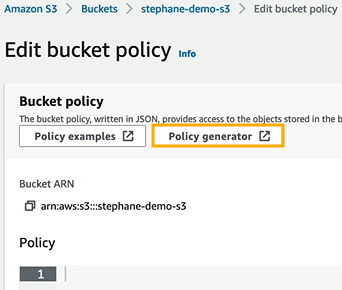 Amazon S3 > Buckets > stephane-demo-s3 > Edit bucket policy
Edit bucket policy Info
Bucket policy
The bucket policy, written in JSON, provides access to the objects stored in the b
Policy examples
Policy generator
Bucket ARN
arn:aws:s3:::stephane-demo-s3
Policy
1